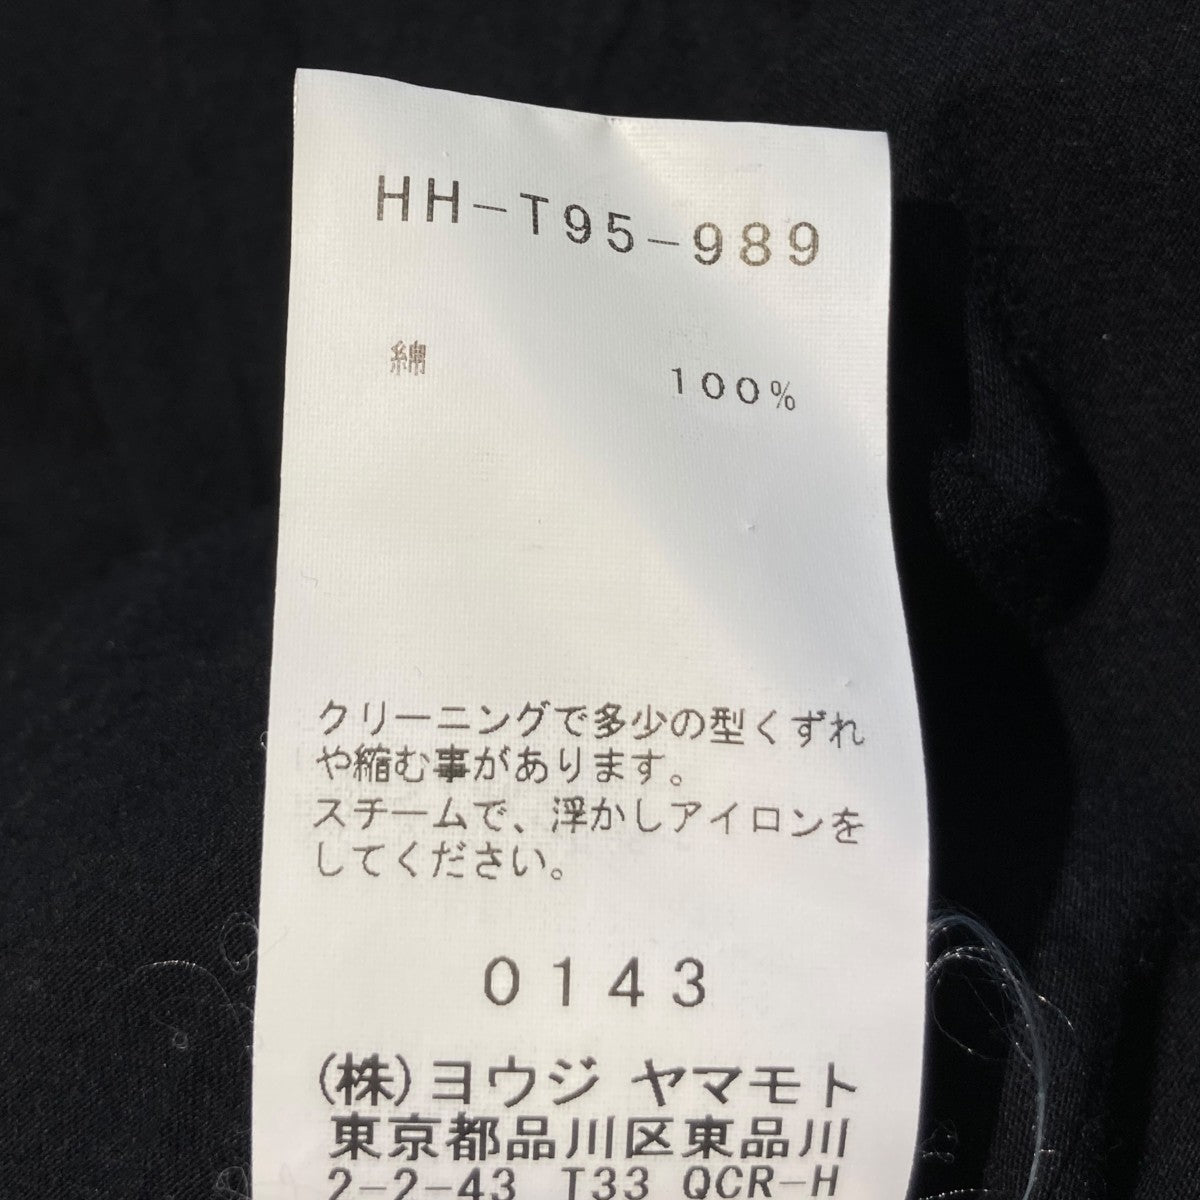 HH-T95-989
綿 100%
クリーニングで多少の型くずれ
や縮む事があります。
スチームで、浮かしアイロンを
してください。
0143
(株)ヨウジ ヤマモト
東京都品川区東品川
2-2-43 T33 QCR-H